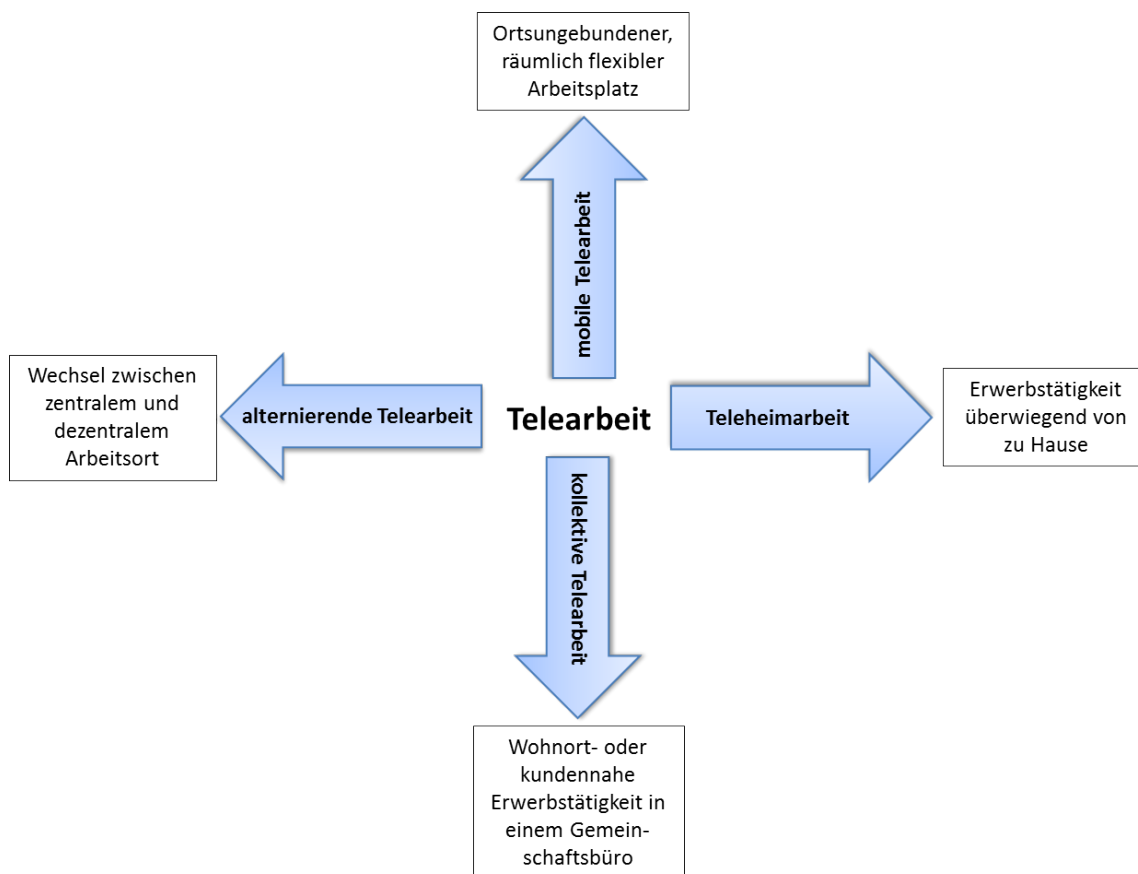 Ortsungebundener,
räumlich flexibler
Arbeitsplatz
mobile Telearbeit
Wechsel zwischen
zentralem und
dezentralem
Arbeitsort
alternierende Telearbeit
Telearbeit
Teleheimarbeit
Erwerbstätigkeit
überwiegend von
zu Hause
kollektive Telearbeit
Wohnort- oder
kundennahe
Erwerbstätigkeit in
einem Gemein-
schaftsbüro